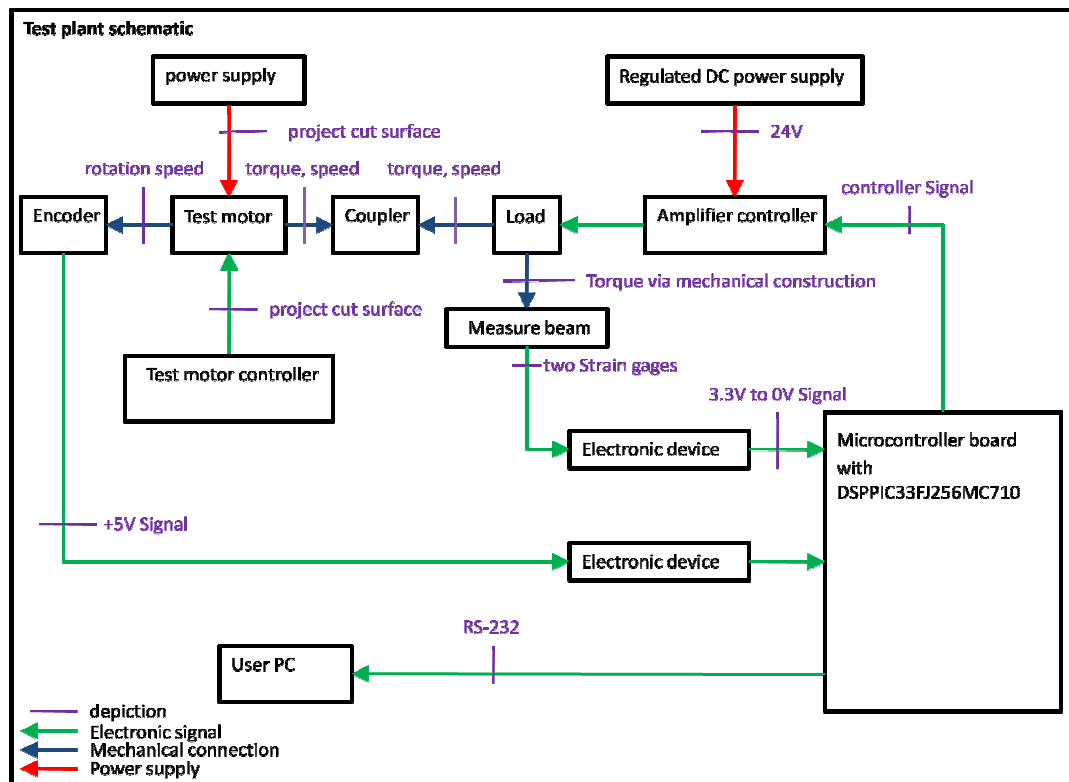 Test plant schematic
power supply
Regulated DC power supply
project cut surface
24V
rotation speed
torque, speed
torque, speed
controller Signal
Encoder
Test motor
Coupler
Load
Amplifier controller
Torque via mechanical construction
project cut surface
Measure beam
Test motor controller
two Strain gages
3.3V to 0V Signal
Electronic device
Microcontroller board
with
DSPPIC33FJ256MC710
+5V Signal
Electronic device
RS-232
User PC
depiction
Electronic signal
Mechanical connection
Power supply